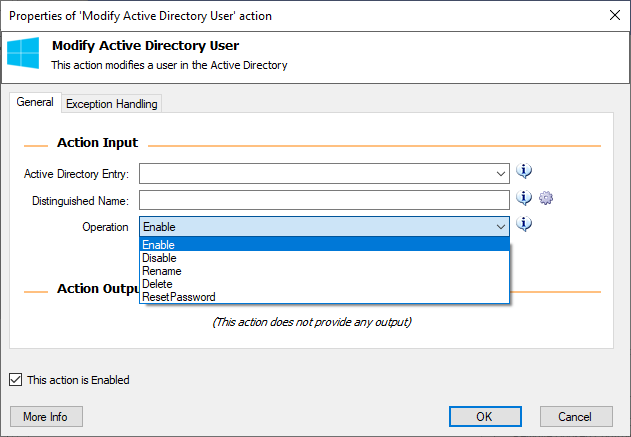 Properties of 'Modify Active Directory User' action
Modify Active Directory User
This action modifies a user in the Active Directory
General
Exception Handling
Action Input
Active Directory Entry:
Distinguished Name:
Operation
Enable
Enable
Disable
Rename
Delete
ResetPassword
Action Outpu
(This action does not provide any output)
This action is Enabled
More Info
OK
Cancel